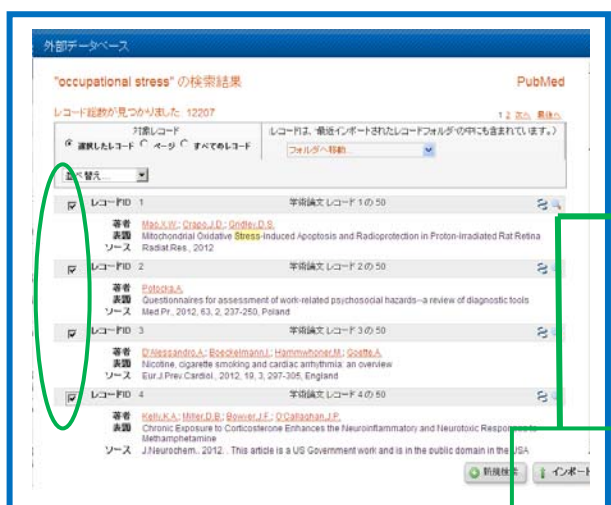 外部データベース
"occupational stress" の検索結果 PubMed
レコード総数が見つかりました 12207 1 2 次へ 最後へ
対象レコード (レコードは、'最近インポートされたレコードフォルダ'の中にも含まれています。)
選択したレコード ページ すべてのレコード フォルダへ移動...
並べ替え...
レコードID 1 学術論文 レコード 1 の 50
著者 Mao,X.W.; Crapo,J.D.; Gridley,D.S.
表題 Mitochondrial Oxidative Stress-induced Apoptosis and Radioprotection in Proton-irradiated Rat Retina
ソース Radiat.Res., 2012
レコードID 2 学術論文 レコード 2 の 50
著者 Potocka,A.
表題 Questionnaires for assessment of work-related psychosocial hazards--a review of diagnostic tools
ソース Med Pr., 2012, 63, 2, 237-250, Poland
レコードID 3 学術論文 レコード 3 の 50
著者 D'Alessandro,A.; Boeckelmann,I.; Hammwhoner,M.; Goette,A.
表題 Nicotine, cigarette smoking and cardiac arrhythmia: an overview
ソース Eur.J.Prev.Cardiol., 2012, 19, 3, 297-305, England
レコードID 4 学術論文 レコード 4 の 50
著者 Kelly,K.A.; Miller,D.B.; Bowyer,J.F.; O'Callaghan,J.P.
表題 Chronic Exposure to Corticosterone Enhances the Neuroinflammatory and Neurotoxic Responses to
Methamphetamine
ソース J.Neurochem., 2012, , This article is a US Government work and is in the public domain in the USA
新規検索 インポート